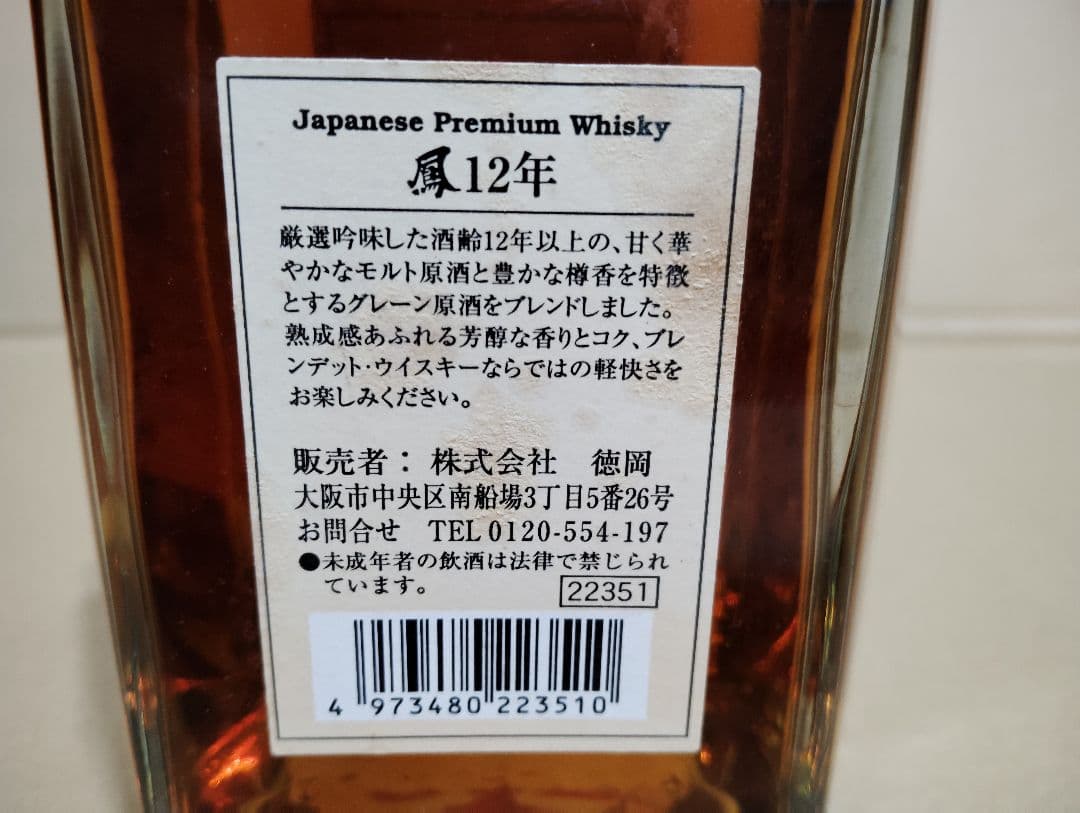 Japanese Premium Whisky
鳳12年
厳選吟味した酒齢12年以上の、甘く華
やかなモルト原酒と豊かな樽香を特徴
とするグレーン原酒をブレンドしました。
熟成感あふれる芳醇な香りとコク、ブレ
ンデット・ウイスキーならではの軽快さを
お楽しみください。
販売者：株式会社 徳岡
大阪市中央区南船場3丁目5番26号
お問合せ TEL 0120-554-197
●未成年者の飲酒は法律で禁じられ
ています。 22351
4 973480 223510